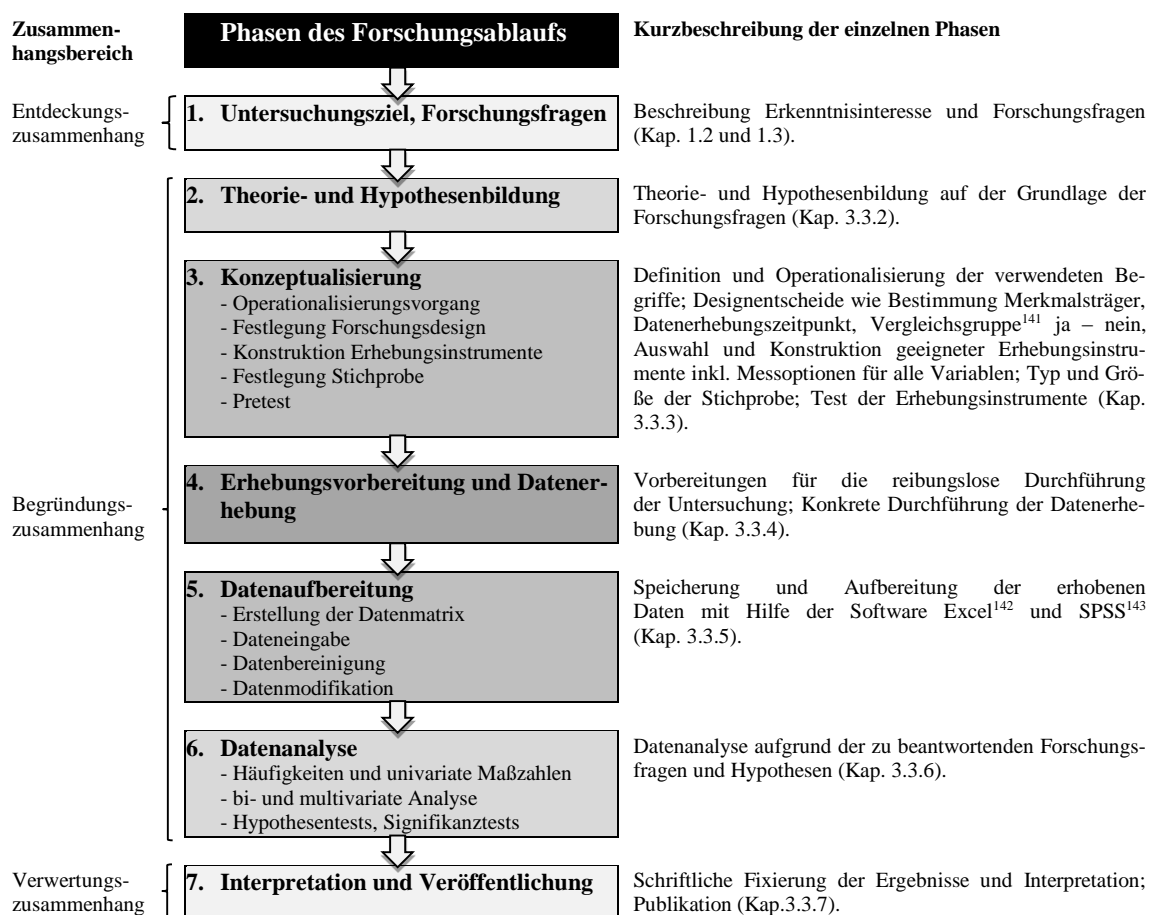 Zusammen-
hangsbereich
Phasen des Forschungsablaufs
Kurzbeschreibung der einzelnen Phasen
Entdeckungs-
zusammenhang
1. Untersuchungsziel, Forschungsfragen
Beschreibung Erkenntnisinteresse und Forschungsfragen
(Kap. 1.2 und 1.3).
2. Theorie- und Hypothesenbildung
Theorie- und Hypothesenbildung auf der Grundlage der
Forschungsfragen (Kap. 3.3.2).
3. Konzeptualisierung
- Operationalisierungsvorgang
- Festlegung Forschungsdesign
- Konstruktion Erhebungsinstrumente
- Festlegung Stichprobe
- Pretest
Definition und Operationalisierung der verwendeten Be-
griffe; Designentscheide wie Bestimmung Merkmalsträger,
Datenerhebungszeitpunkt, Vergleichsgruppe141 ja – nein,
Auswahl und Konstruktion geeigneter Erhebungsinstru-
mente inkl. Messoptionen für alle Variablen; Typ und Grö-
ße der Stichprobe; Test der Erhebungsinstrumente (Kap.
3.3.3).
Begründungs-
zusammenhang
4. Erhebungsvorbereitung und Datener-
hebung
Vorbereitungen für die reibungslose Durchführung
der Untersuchung; Konkrete Durchführung der Datenerhe-
bung (Kap. 3.3.4).
5. Datenaufbereitung
- Erstellung der Datenmatrix
- Dateneingabe
- Datenbereinigung
- Datenmodifikation
Speicherung und Aufbereitung der erhobenen
Daten mit Hilfe der Software Excel142 und SPSS143
(Kap. 3.3.5).
6. Datenanalyse
- Häufigkeiten und univariate Maßzahlen
- bi- und multivariate Analyse
- Hypothesentests, Signifikanztests
Datenanalyse aufgrund der zu beantwortenden Forschungs-
fragen und Hypothesen (Kap. 3.3.6).
Verwertungs-
zusammenhang
7. Interpretation und Veröffentlichung
Schriftliche Fixierung der Ergebnisse und Interpretation;
Publikation (Kap.3.3.7).